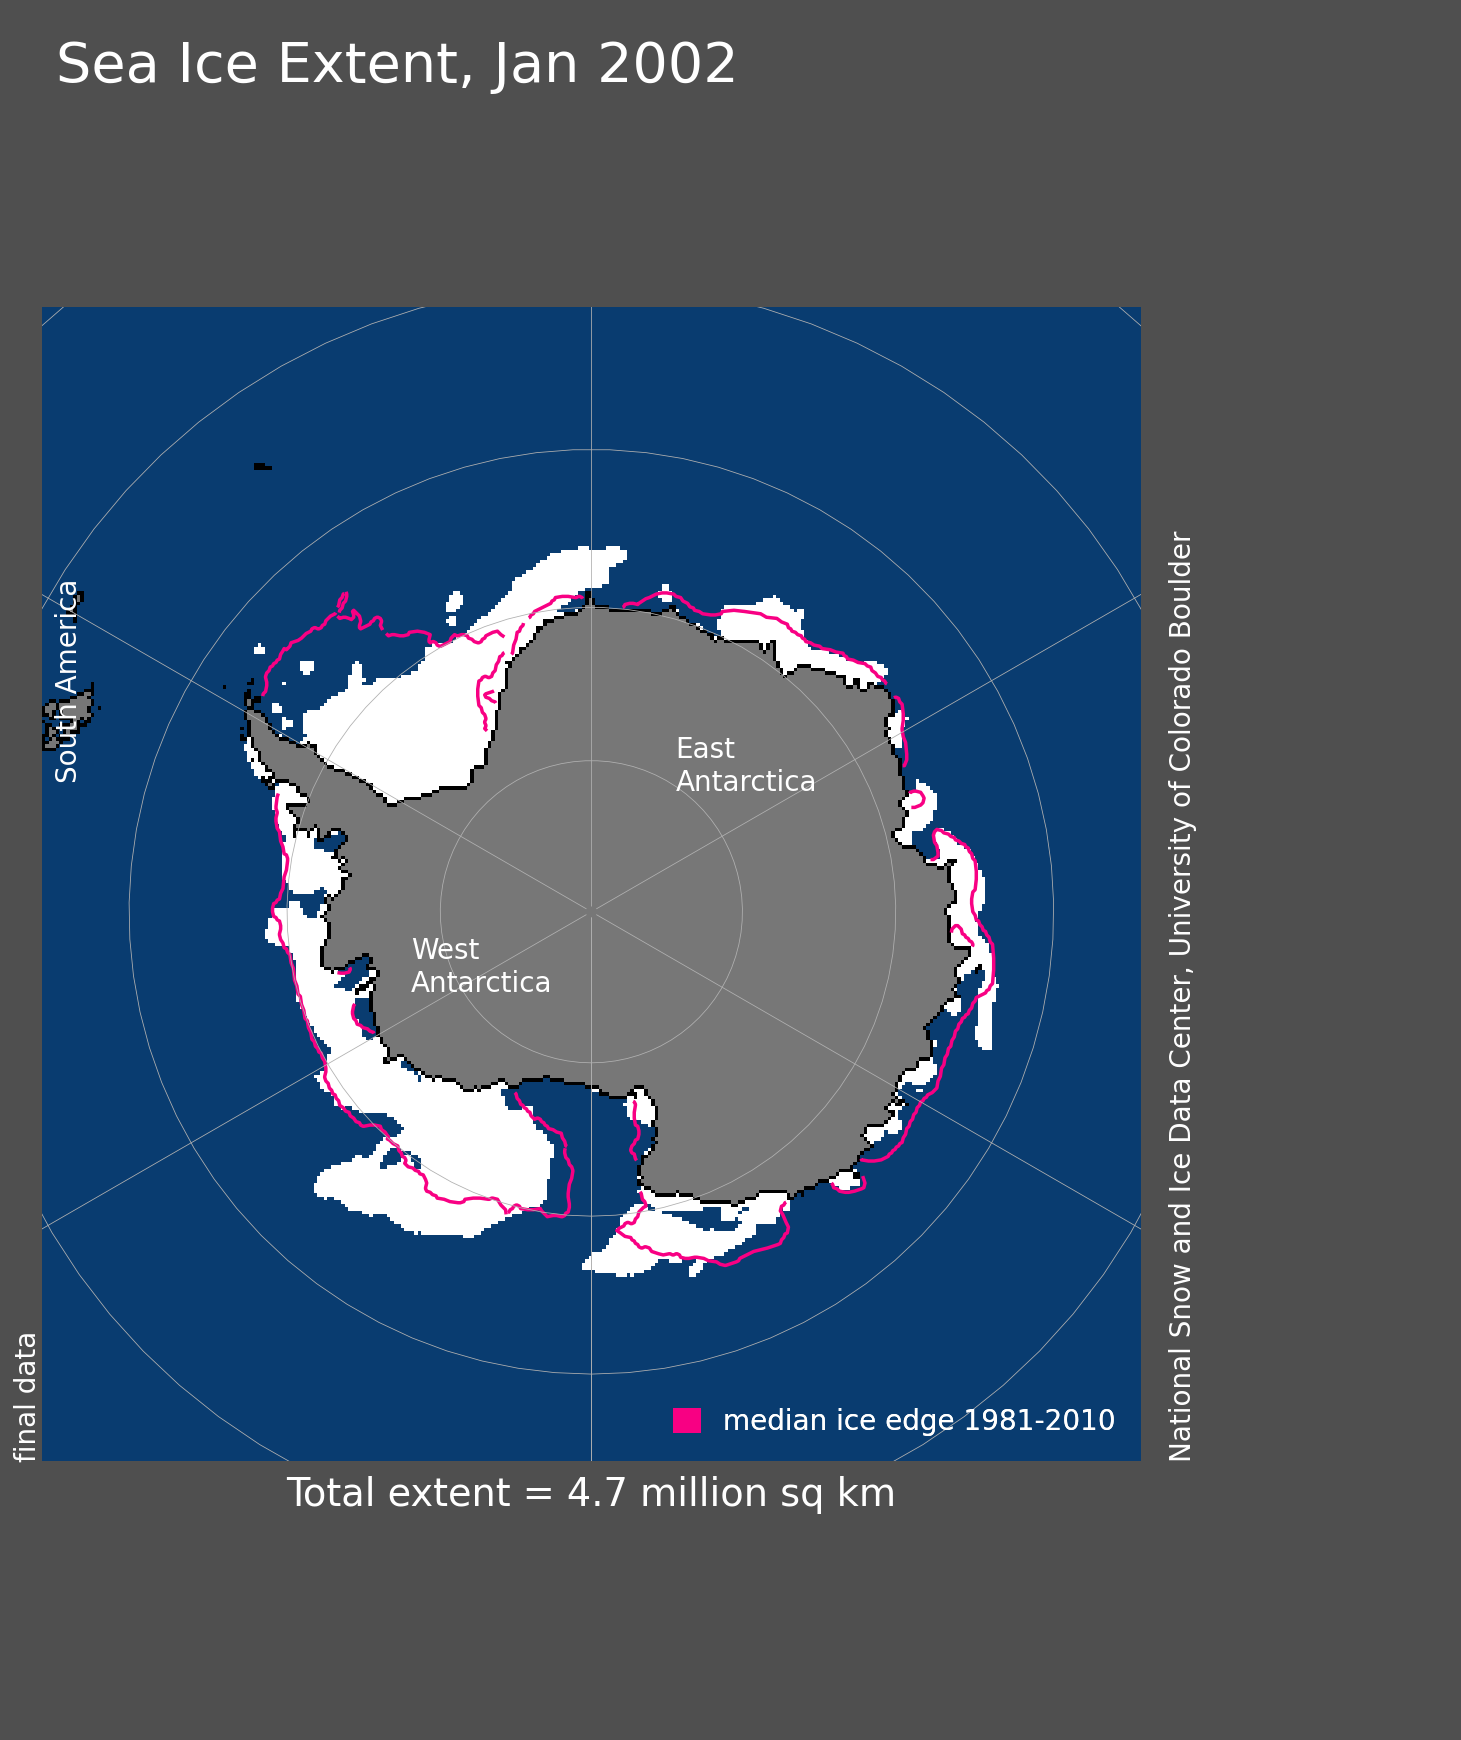 Sea Ice Extent, Jan 2002
South America
East
Antarctica
West
Antarctica
median ice edge 1981-2010
final data
National Snow and Ice Data Center, University of Colorado Boulder
Total extent = 4.7 million sq km